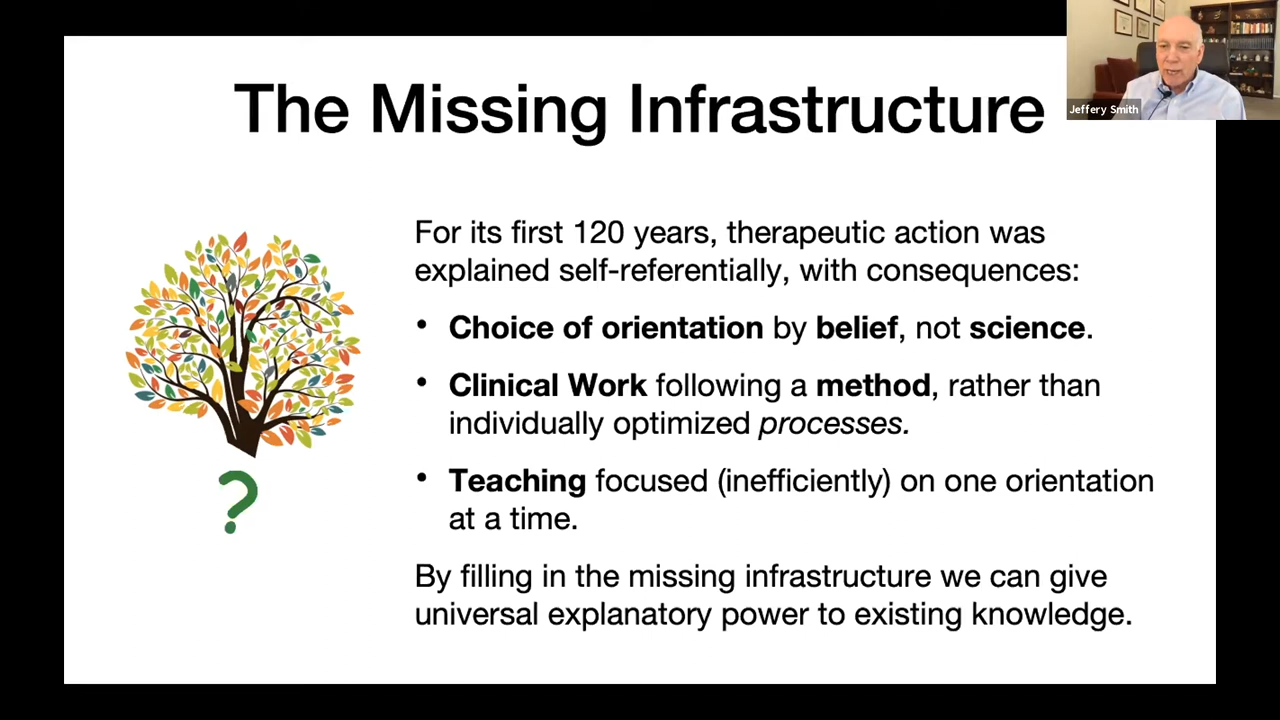 The Missing Infrastructure
Jeffery Smith
For its first 120 years, therapeutic action was
explained self-referentially, with consequences:
• Choice of orientation by belief, not science.
• Clinical Work following a method, rather than
individually optimized processes.
• Teaching focused (inefficiently) on one orientation
at a time.
?
By filling in the missing infrastructure we can give
universal explanatory power to existing knowledge.